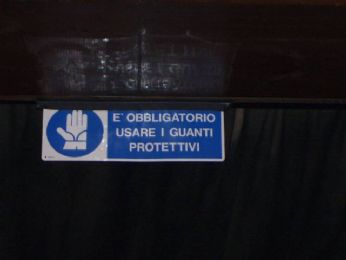 E' OBBLIGATORIO
USARE I GUANTI
PROTETTIVI